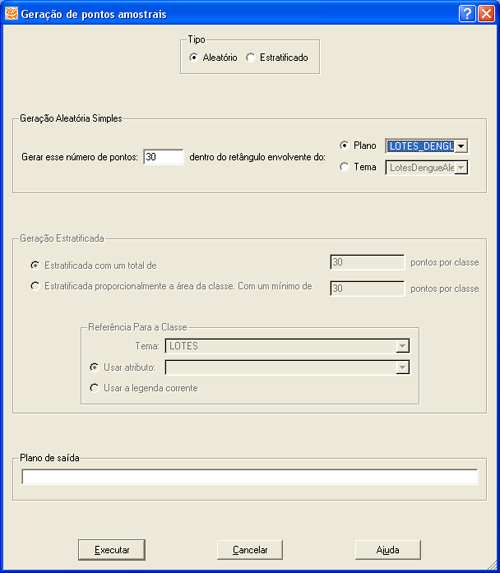 Geração de pontos amostrais
Tipo
Aleatório Estratificado
Geração Aleatória Simples
Gerar esse número de pontos: 30 dentro do retângulo envolvente do: Plano LOTES_DENGU
Tema LotesDengueAle
Geração Estratificada
Estratificada com um total de 30 pontos por classe
Estratificada proporcionalmente a área da classe. Com um mínimo de 30 pontos por classe
Referência Para a Classe
Tema: LOTES
Usar atributo:
Usar a legenda corrente
Plano de saída
Executar Cancelar Ajuda